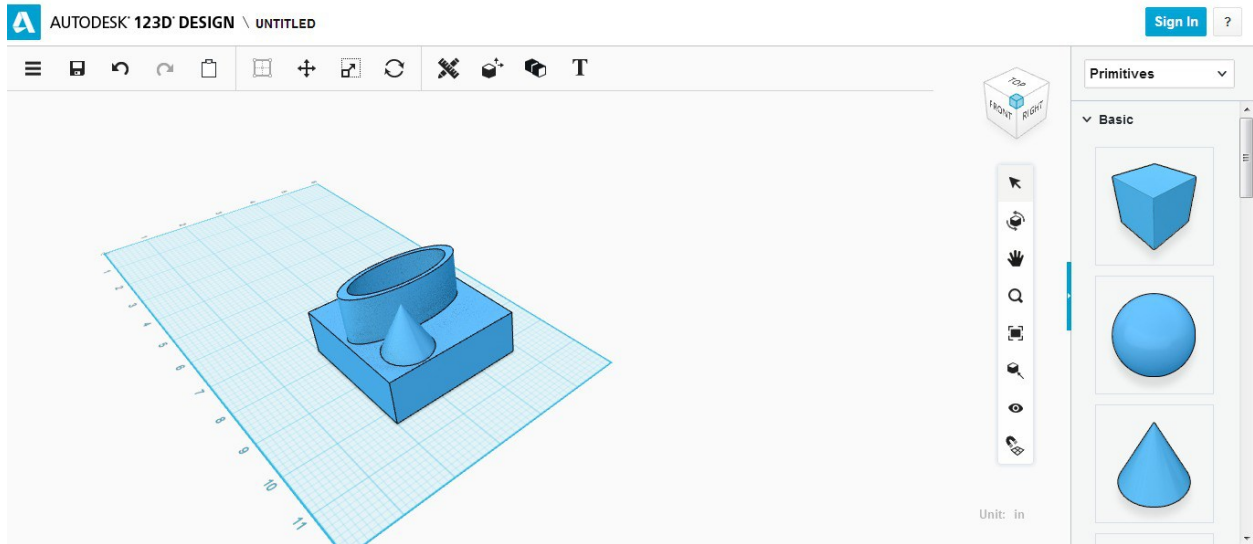 AUTODESK® 123D® DESIGN \ UNTITLED
Sign In ?
T
Primitives
TOP
FRONT RIGHT
Basic
1
2
3
4
5
6
7
8
9
10
11
Unit: in